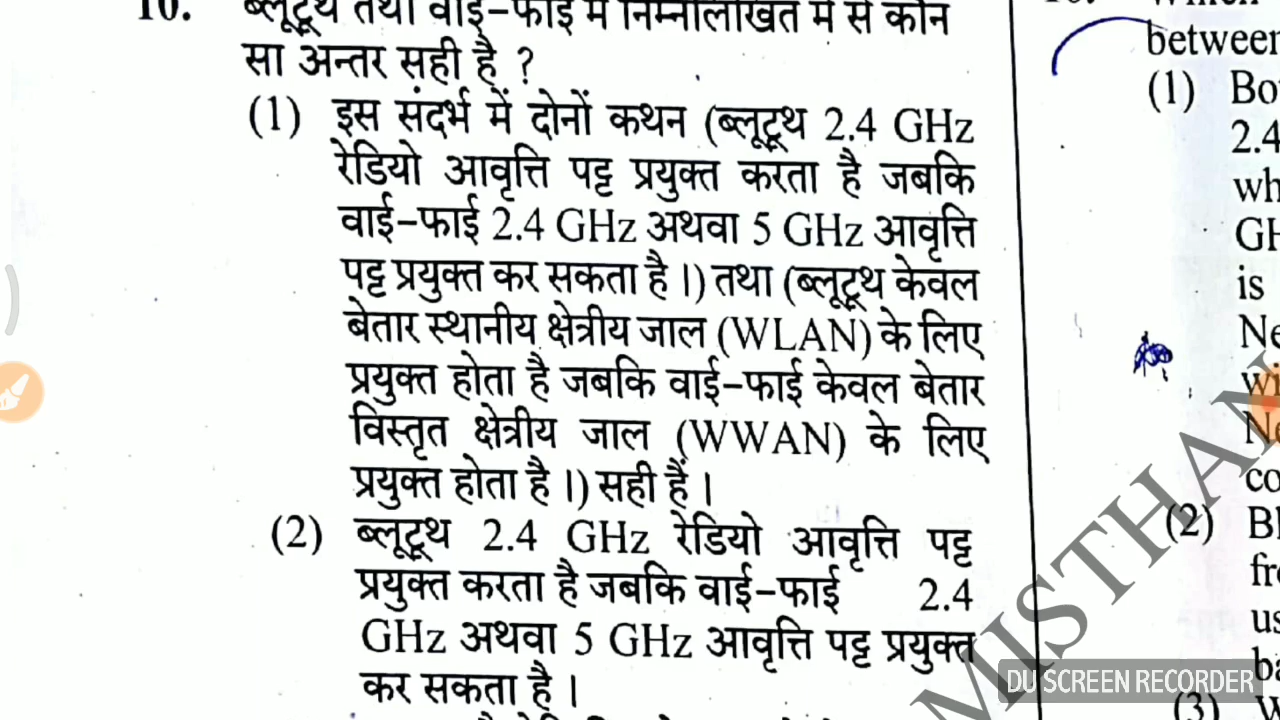 10. ब्लूटूथ तथा वाई-फाई में निम्नलिखित में से कौन
सा अन्तर सही है ?
(1) इस संदर्भ में दोनों कथन (ब्लूटूथ 2.4 GHz
रेडियो आवृत्ति पट्ट प्रयुक्त करता है जबकि
वाई-फाई 2.4 GHz अथवा 5 GHz आवृत्ति
पट्ट प्रयुक्त कर सकता है।) तथा (ब्लूटूथ केवल
बेतार स्थानीय क्षेत्रीय जाल (WLAN) के लिए
प्रयुक्त होता है जबकि वाई-फाई केवल बेतार
विस्तृत क्षेत्रीय जाल (WWAN) के लिए
प्रयुक्त होता है।) सही हैं।
(2) ब्लूटूथ 2.4 GHz रेडियो आवृत्ति पट्ट
प्रयुक्त करता है जबकि वाई-फाई 2.4
GHz अथवा 5 GHz आवृत्ति पट्ट प्रयुक्त
कर सकता है।
between
(1) Bo
2.4
wh
GH
is
Ne
wi
Ne
co
(2) Bl
fre
us
ba
(3) W
MISTHAN
DU SCREEN RECORDER